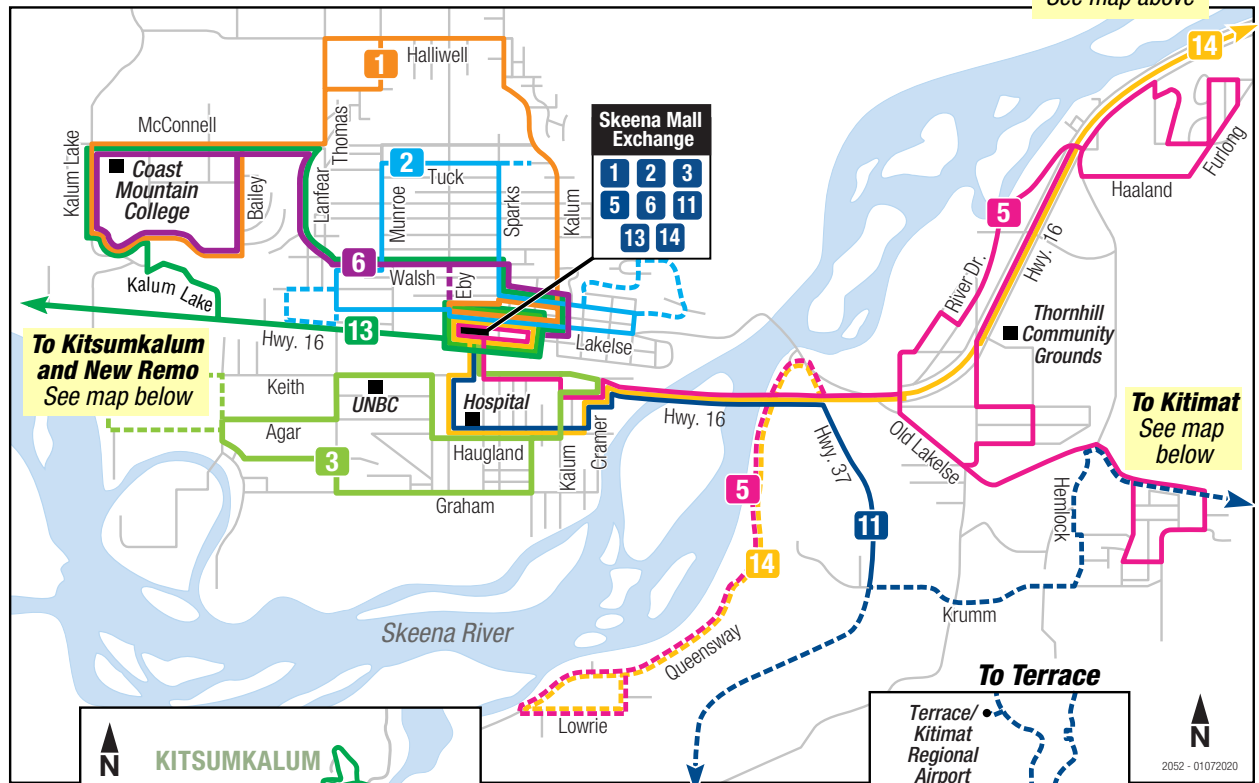 See map above
14
1
Halliwell
Skeena Mall
Exchange
1 2 3
5 6 11
13 14
McConnell
Thomas
Kalum Lake
Coast
Mountain
College
Bailey
Lanfear
2
Tuck
Munroe
Sparks
Kalum
Furlong
Haaland
5
6
Walsh
Eby
River Dr.
Hwy. 16
Kalum Lake
13
Hwy. 16
Lakelse
Thornhill
Community
Grounds
To Kitsumkalum
and New Remo
See map below
Keith
UNBC
Hospital
Agar
3
Haugland
Kalum
Cramer
Graham
Hwy. 16
Hwy. 37
Old Lakelse
To Kitimat
See map
below
5
11
14
Hemlock
Krumm
Skeena River
Queensway
Lowrie
To Terrace
Terrace/
Kitimat
Regional
Airport
N
KITSUMKALUM
N
2052 - 01072020